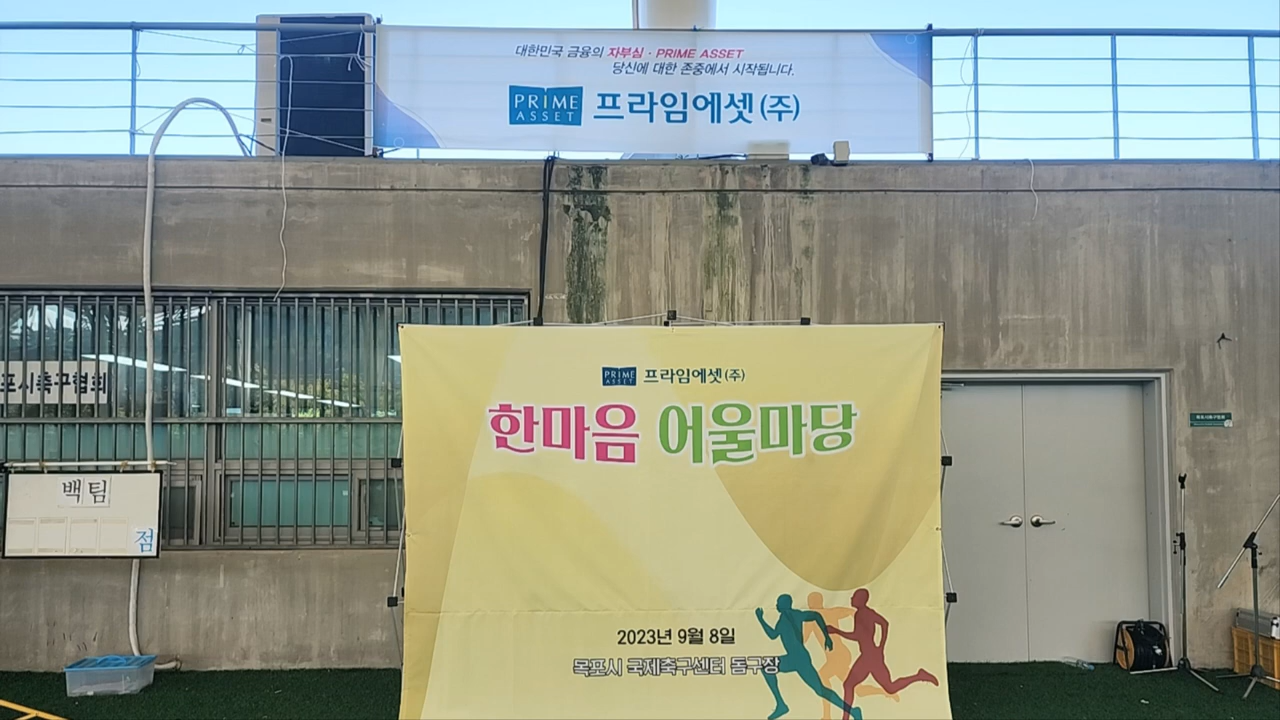 대한민국 금융의 자부심 · PRIME ASSET
당신에 대한 존중에서 시작됩니다.
PRIME
ASSET
프라임에셋(주)
포시축구협회
PRIME
ASSET
프라임에셋(주)
한마음 어울마당
백팀
점
2023년 9월 8일
목포시 국제축구센터 돔구장